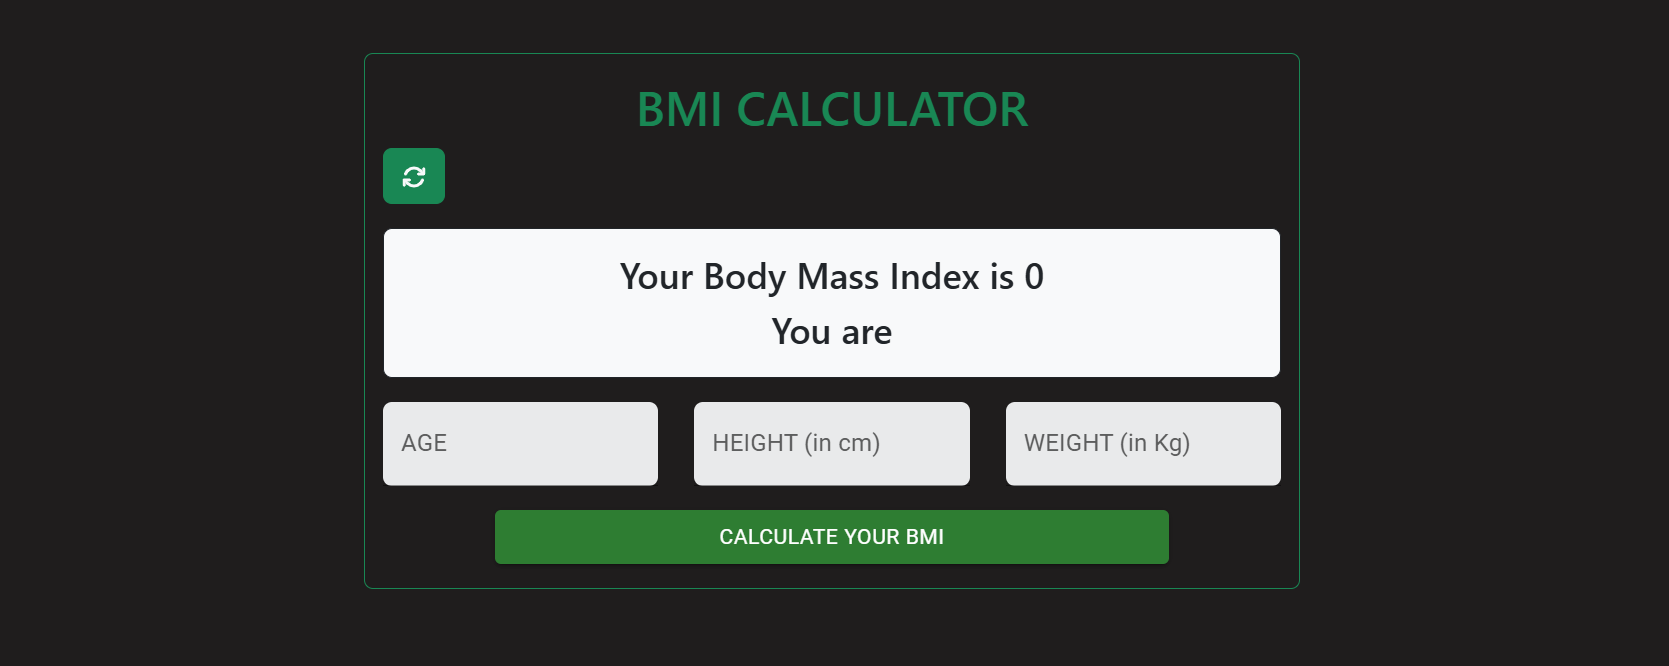 BMI CALCULATOR
Your Body Mass Index is 0
You are
AGE
HEIGHT (in cm)
WEIGHT (in Kg)
CALCULATE YOUR BMI